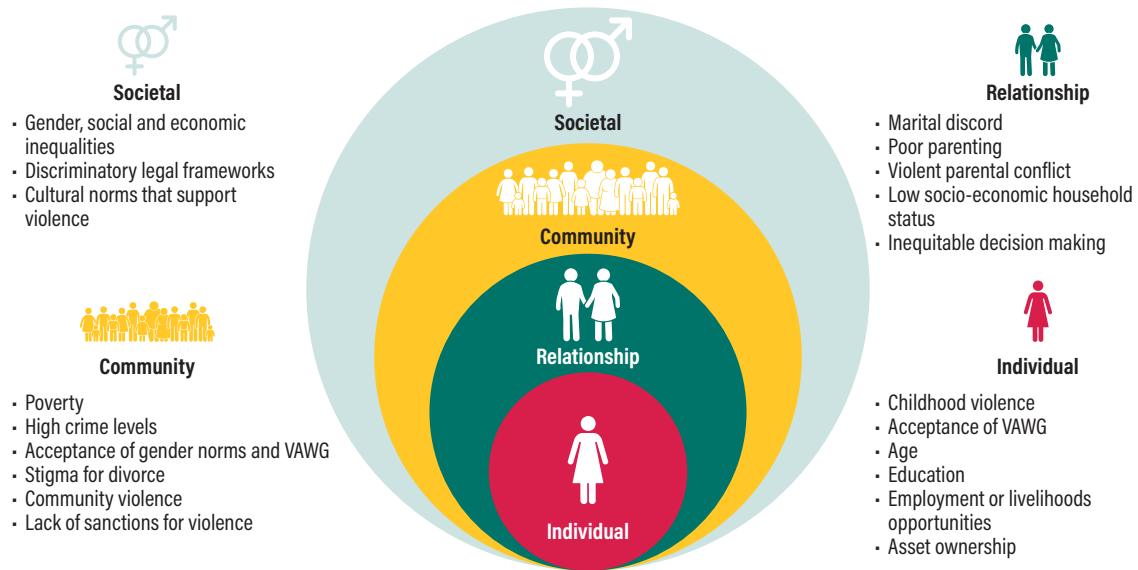 Societal
• Gender, social and economic
inequalities
• Discriminatory legal frameworks
• Cultural norms that support
violence
Community
• Poverty
• High crime levels
• Acceptance of gender norms and VAWG
• Stigma for divorce
• Community violence
• Lack of sanctions for violence
Societal
Community
Relationship
Individual
Relationship
• Marital discord
• Poor parenting
• Violent parental conflict
• Low socio-economic household
status
• Inequitable decision making
Individual
• Childhood violence
• Acceptance of VAWG
• Age
• Education
• Employment or livelihoods
opportunities
• Asset ownership